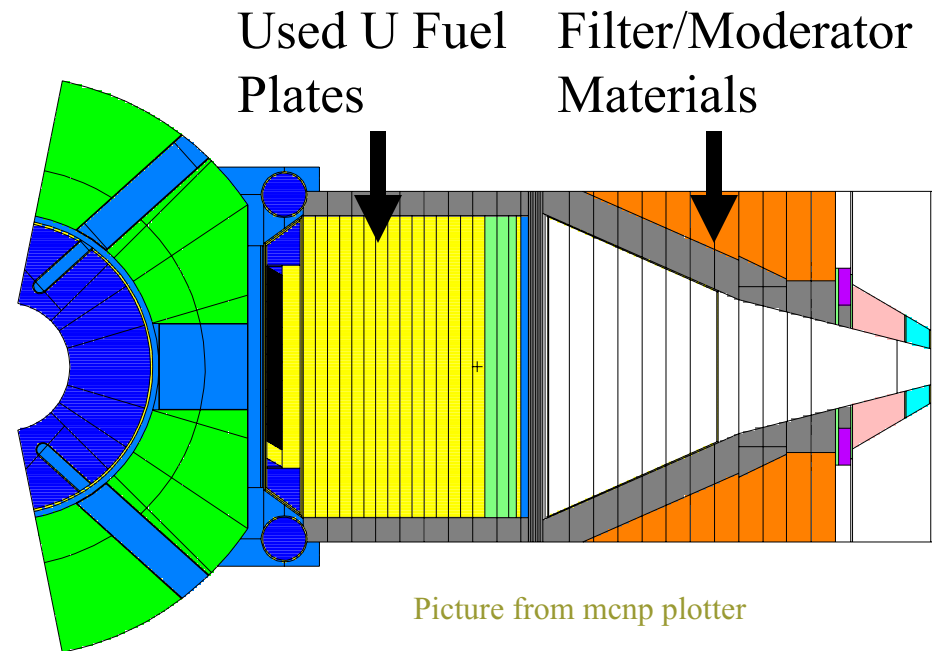 Used U Fuel
Plates
Filter/Moderator
Materials
Picture from mcnp plotter